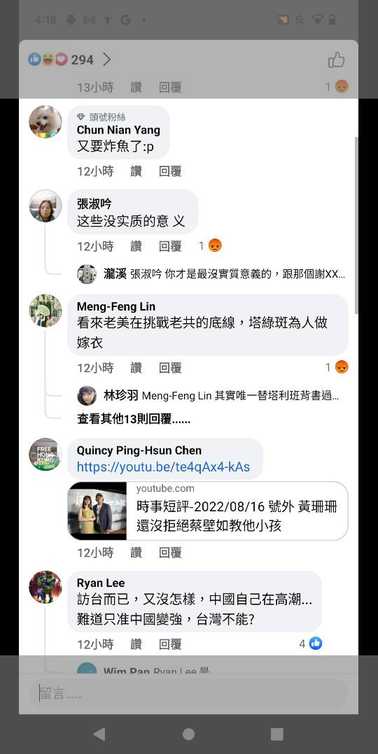 4:18
294
13小時 讚 回覆 1
頭號粉絲
Chun Nian Yang
又要炸魚了:p
12小時 讚 回覆
張淑吟
这些没实质的意 义
12小時 讚 回覆 1
瀧溪 張淑吟 你才是最沒實質意義的，跟那個謝XX...
Meng-Feng Lin
看來老美在挑戰老共的底線，塔綠斑為人做
嫁衣
12小時 讚 回覆 1
林珍羽 Meng-Feng Lin 其實唯一替塔利班背書過...
查看其他13則回覆......
Quincy Ping-Hsun Chen
https://youtu.be/te4qAx4-kAs
youtube.com
時事短評-2022/08/16 號外 黃珊珊
還沒拒絕蔡壁如教他小孩
12小時 讚 回覆
Ryan Lee
訪台而已，又沒怎樣，中國自己在高潮...
難道只准中國變強，台灣不能?
12小時 讚 回覆 4
Wim Pan Ryan Lee
留言......